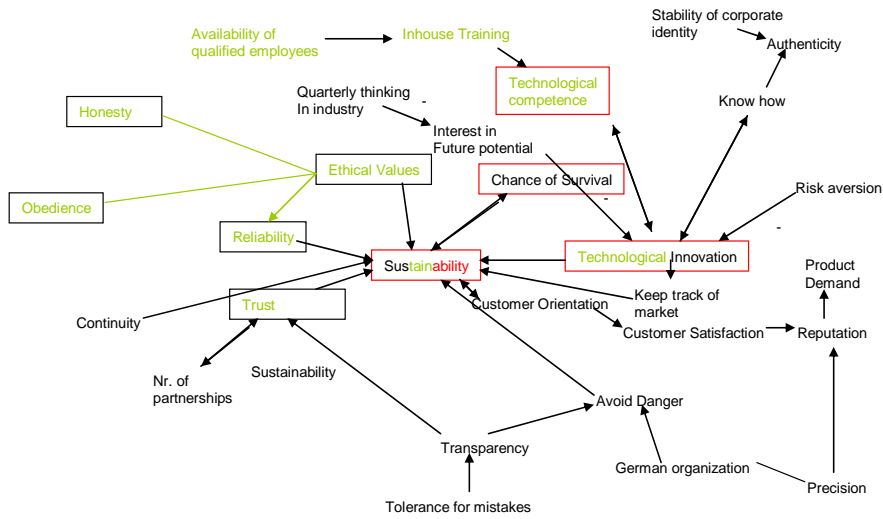 Stability of corporate
identity
Availability of
qualified employees
Inhouse Training
Authenticity
Technological
competence
Quarterly thinking
In industry
-
Know how
Honesty
Interest in
Future potential
Ethical Values
Chance of Survival
Risk aversion
-
Obedience
Reliability
-
Sustainability
Technological Innovation
Product
Demand
Trust
Customer Orientation
Keep track of
market
Continuity
Customer Satisfaction
Reputation
Nr. of
partnerships
Sustainability
Avoid Danger
Transparency
German organization
Precision
Tolerance for mistakes